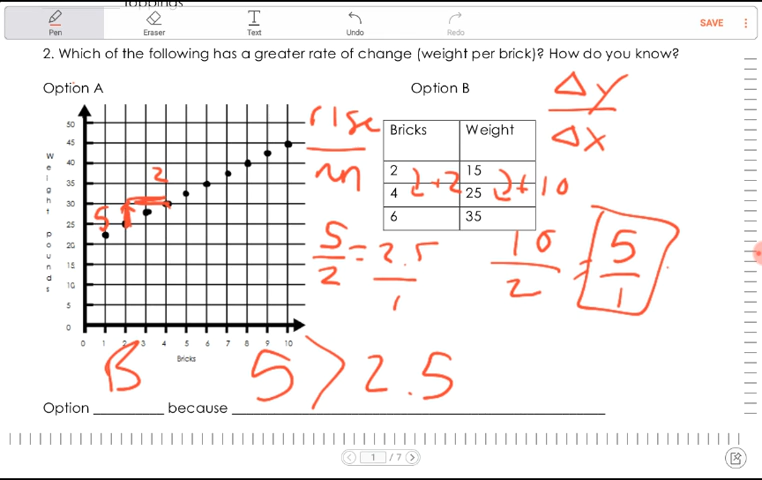 toppings
Pen
Eraser
Text
Undo
Redo
SAVE
2. Which of the following has a greater rate of change (weight per brick)? How do you know?
Option A
Option B
Δy
Δx
rise
run
Bricks Weight
2 15
4 25
6 35
2 +2
2 +10
50
45
40
35
30
25
20
15
10
5
0
Weight pounds
5
2
0 1 2 3 4 5 6 7 8 9 10
Bricks
5/2 = 2.5/1
10/2 = 5/1
B 5 > 2.5
Option ________ because ________
1 / 7